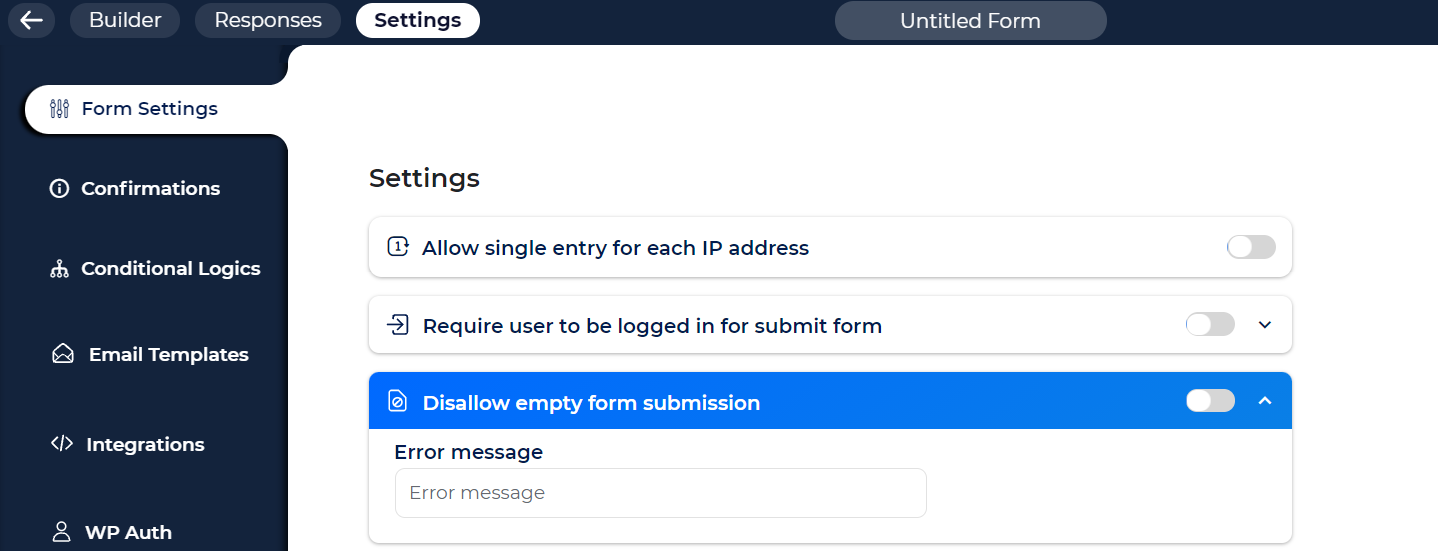 Builder
Responses
Settings
Untitled Form
Form Settings
Confirmations
Conditional Logics
Email Templates
Integrations
WP Auth
Settings
1
Allow single entry for each IP address
Require user to be logged in for submit form
Disallow empty form submission
Error message
Error message